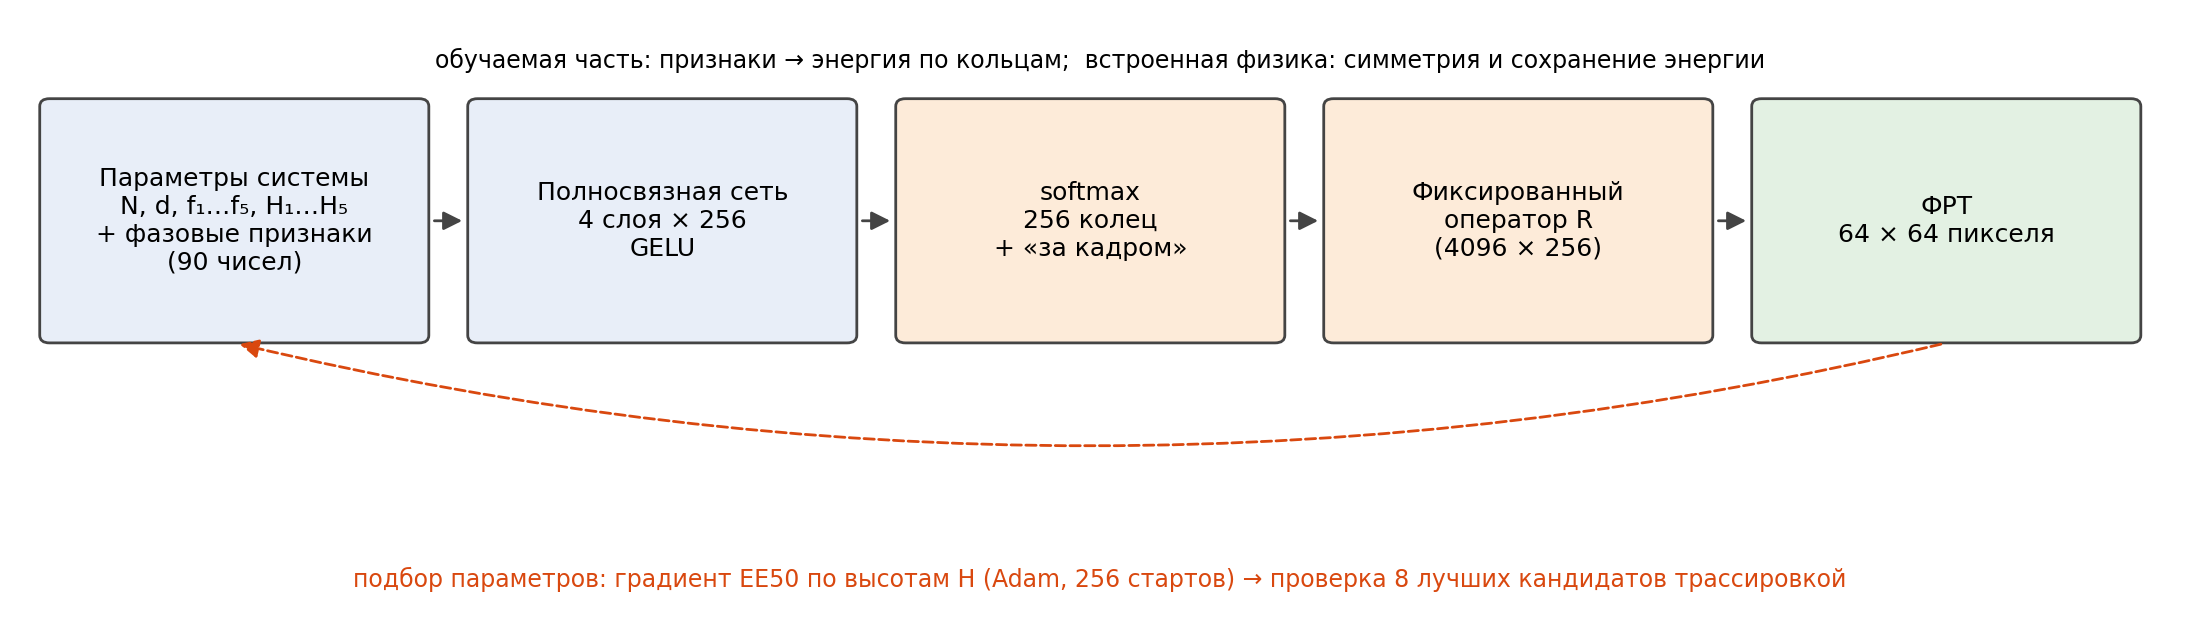 обучаемая часть: признаки → энергия по кольцам;  встроенная физика: симметрия и сохранение энергии
Параметры системы
N, d, f₁…f₅, H₁…H₅
+ фазовые признаки
(90 чисел)
Полносвязная сеть
4 слоя × 256
GELU
softmax
256 колец
+ «за кадром»
Фиксированный
оператор R
(4096 × 256)
ФРТ
64 × 64 пикселя
подбор параметров: градиент EE50 по высотам H (Adam, 256 стартов) → проверка 8 лучших кандидатов трассировкой